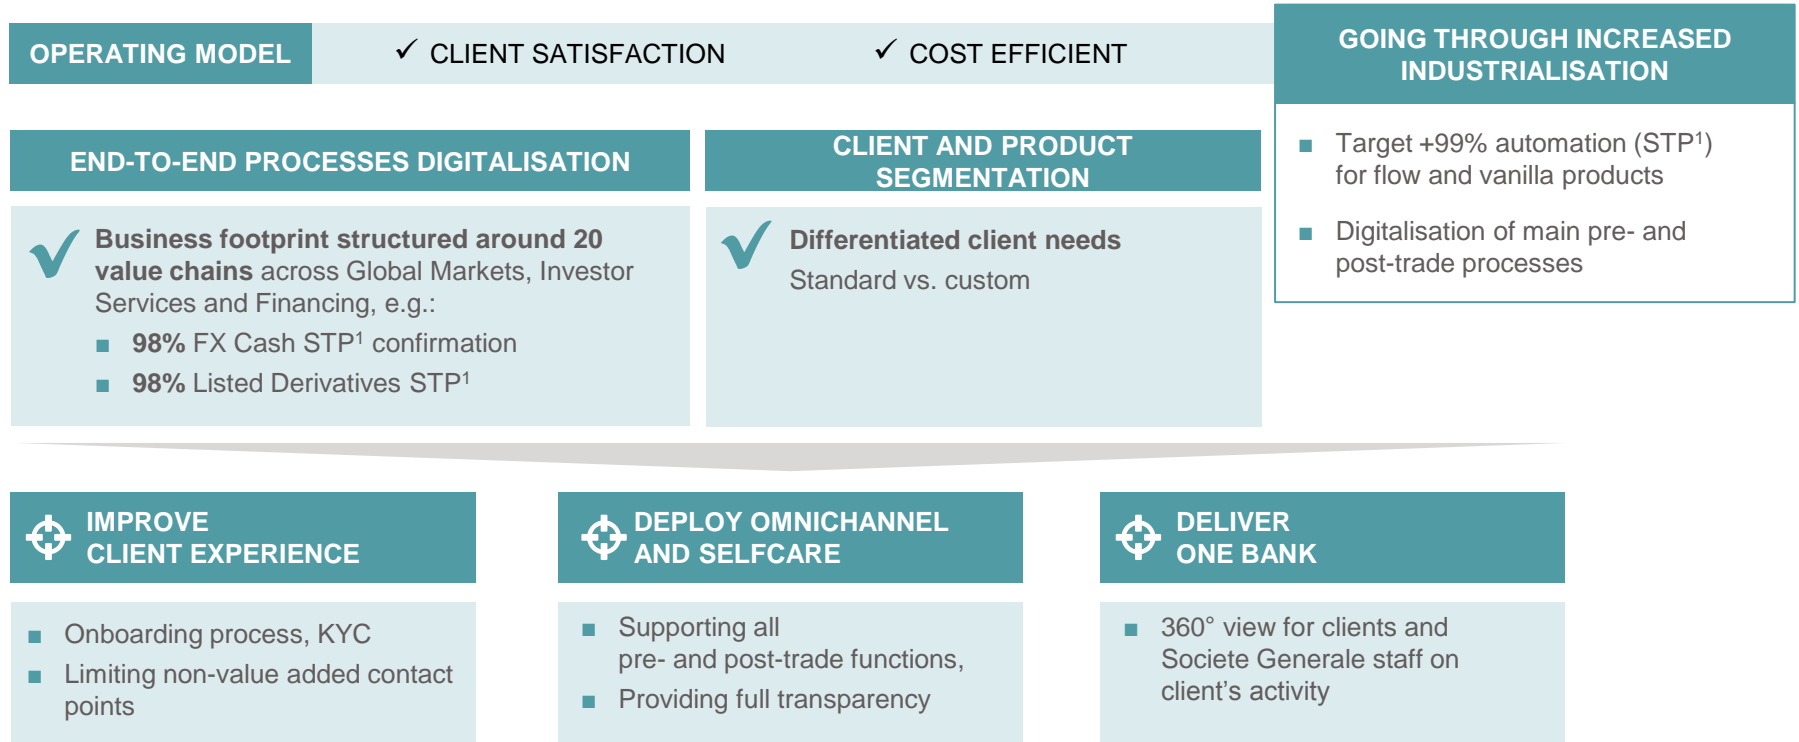 OPERATING MODEL
✓ CLIENT SATISFACTION
✓ COST EFFICIENT
GOING THROUGH INCREASED
INDUSTRIALISATION
■ Target +99% automation (STP¹)
for flow and vanilla products
■ Digitalisation of main pre- and
post-trade processes
END-TO-END PROCESSES DIGITALISATION
Business footprint structured around 20
value chains across Global Markets, Investor
Services and Financing, e.g.:
■ 98% FX Cash STP¹ confirmation
■ 98% Listed Derivatives STP¹
CLIENT AND PRODUCT
SEGMENTATION
Differentiated client needs
Standard vs. custom
IMPROVE
CLIENT EXPERIENCE
■ Onboarding process, KYC
■ Limiting non-value added contact
points
DEPLOY OMNICHANNEL
AND SELFCARE
■ Supporting all
pre- and post-trade functions,
■ Providing full transparency
DELIVER
ONE BANK
■ 360° view for clients and
Societe Generale staff on
client's activity